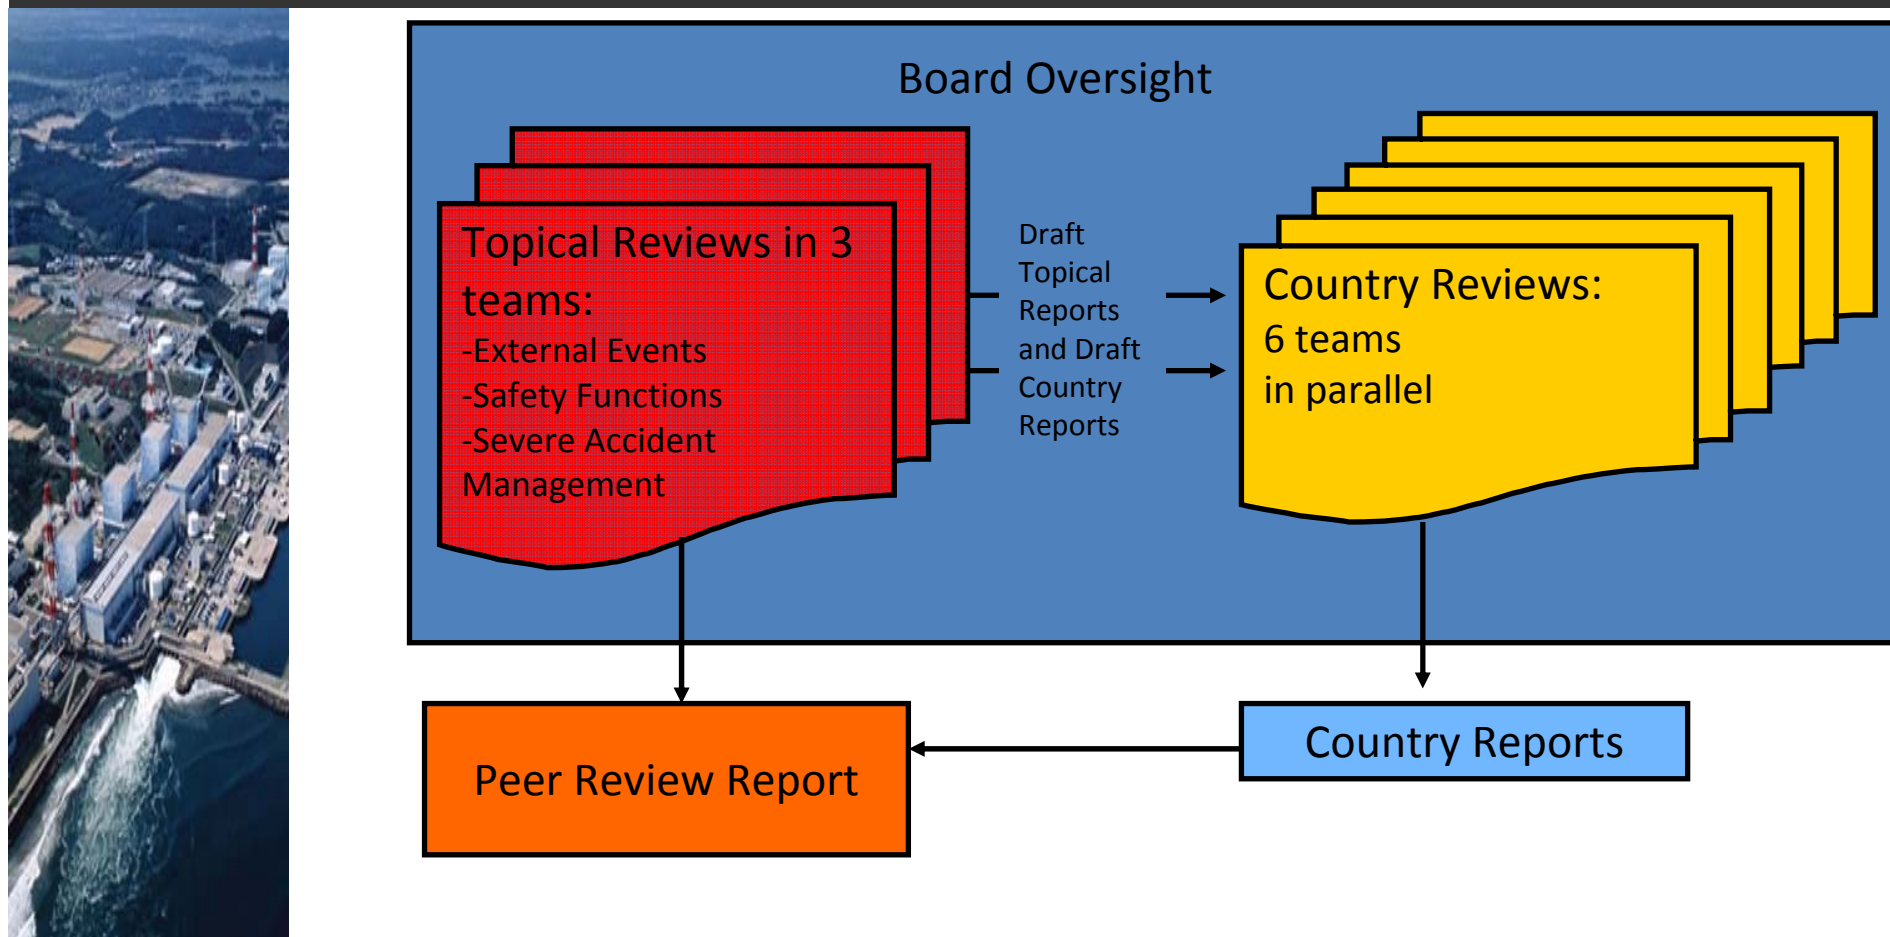 Board Oversight
Topical Reviews in 3
teams:
-External Events
-Safety Functions
-Severe Accident
Management
Draft
Topical
Reports
and Draft
Country
Reports
Country Reviews:
6 teams
in parallel
Peer Review Report
Country Reports